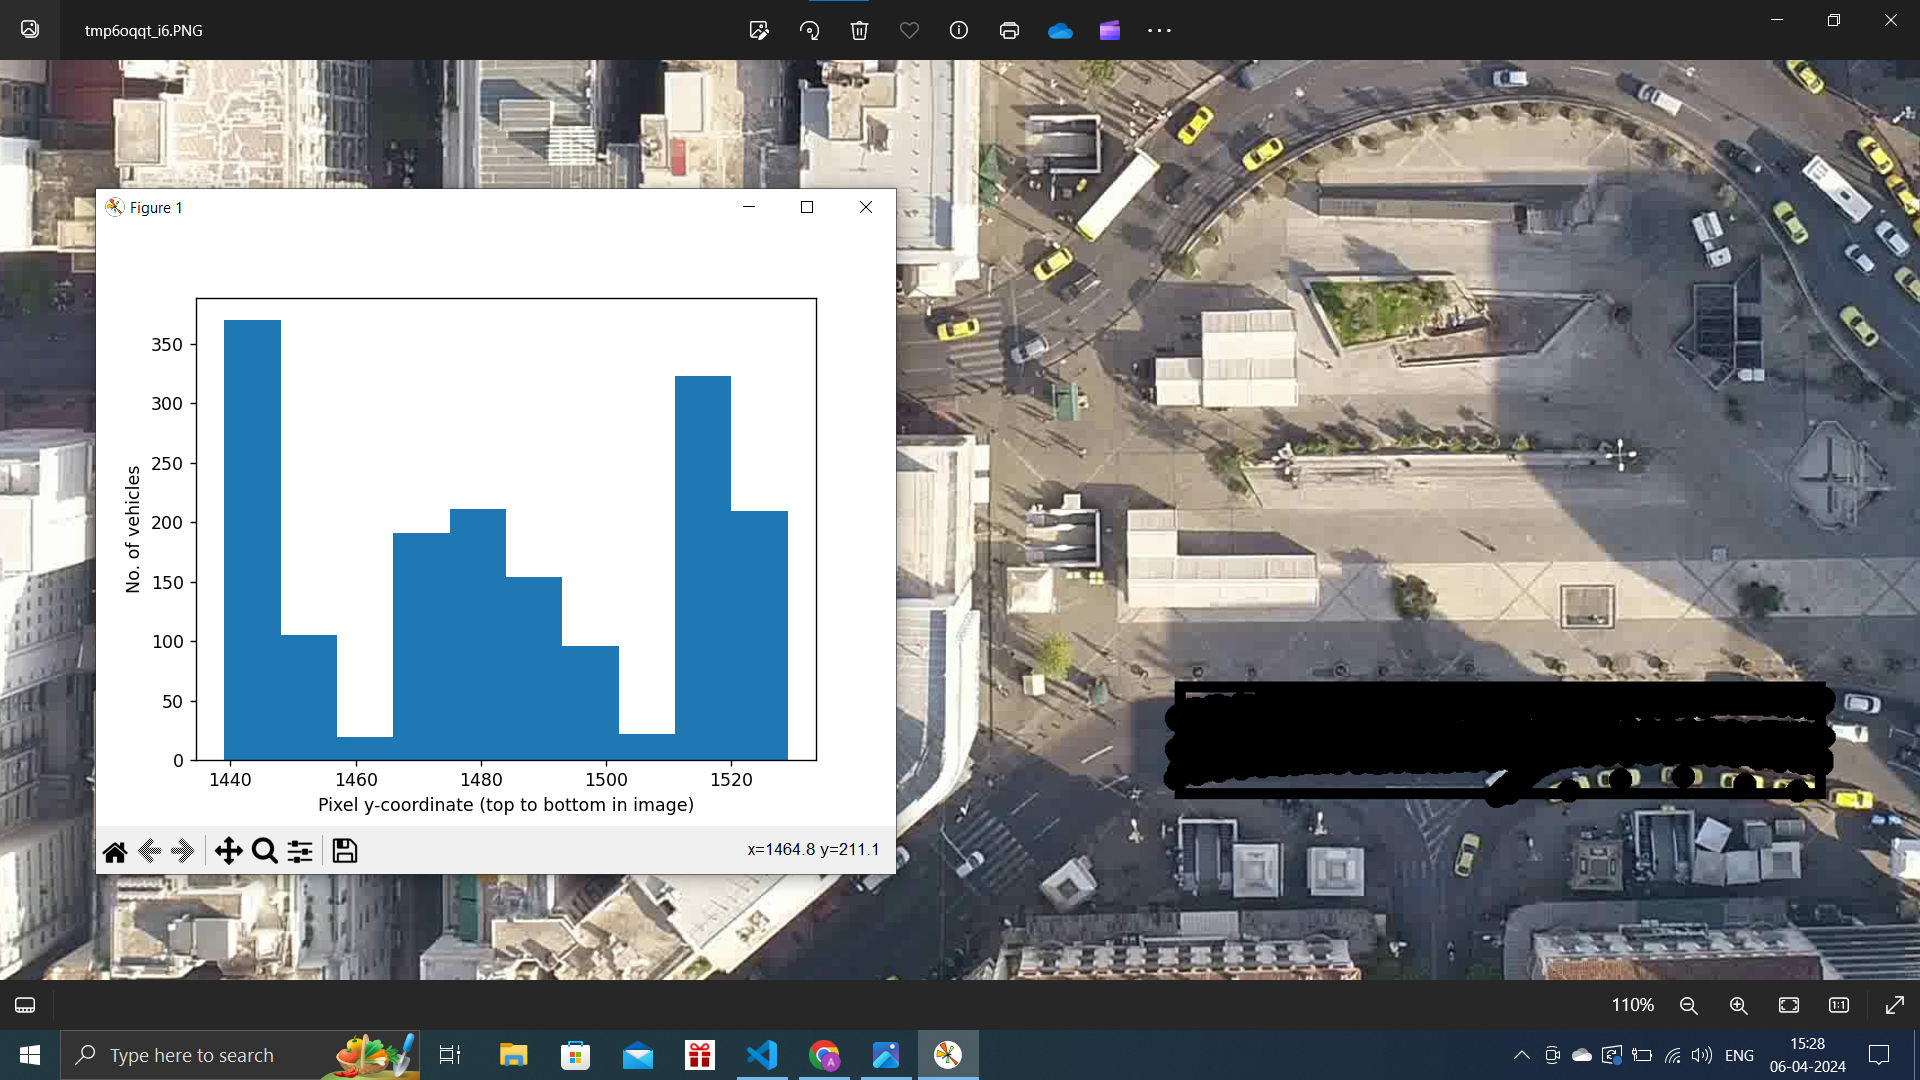 tmp6oqqt_i6.PNG
Figure 1
350
300
250
200
150
100
50
0
No. of vehicles
1440 1460 1480 1500 1520
Pixel y-coordinate (top to bottom in image)
x=1464.8 y=211.1
110%
1:1
Type here to search
A
ENG
15:28
06-04-2024